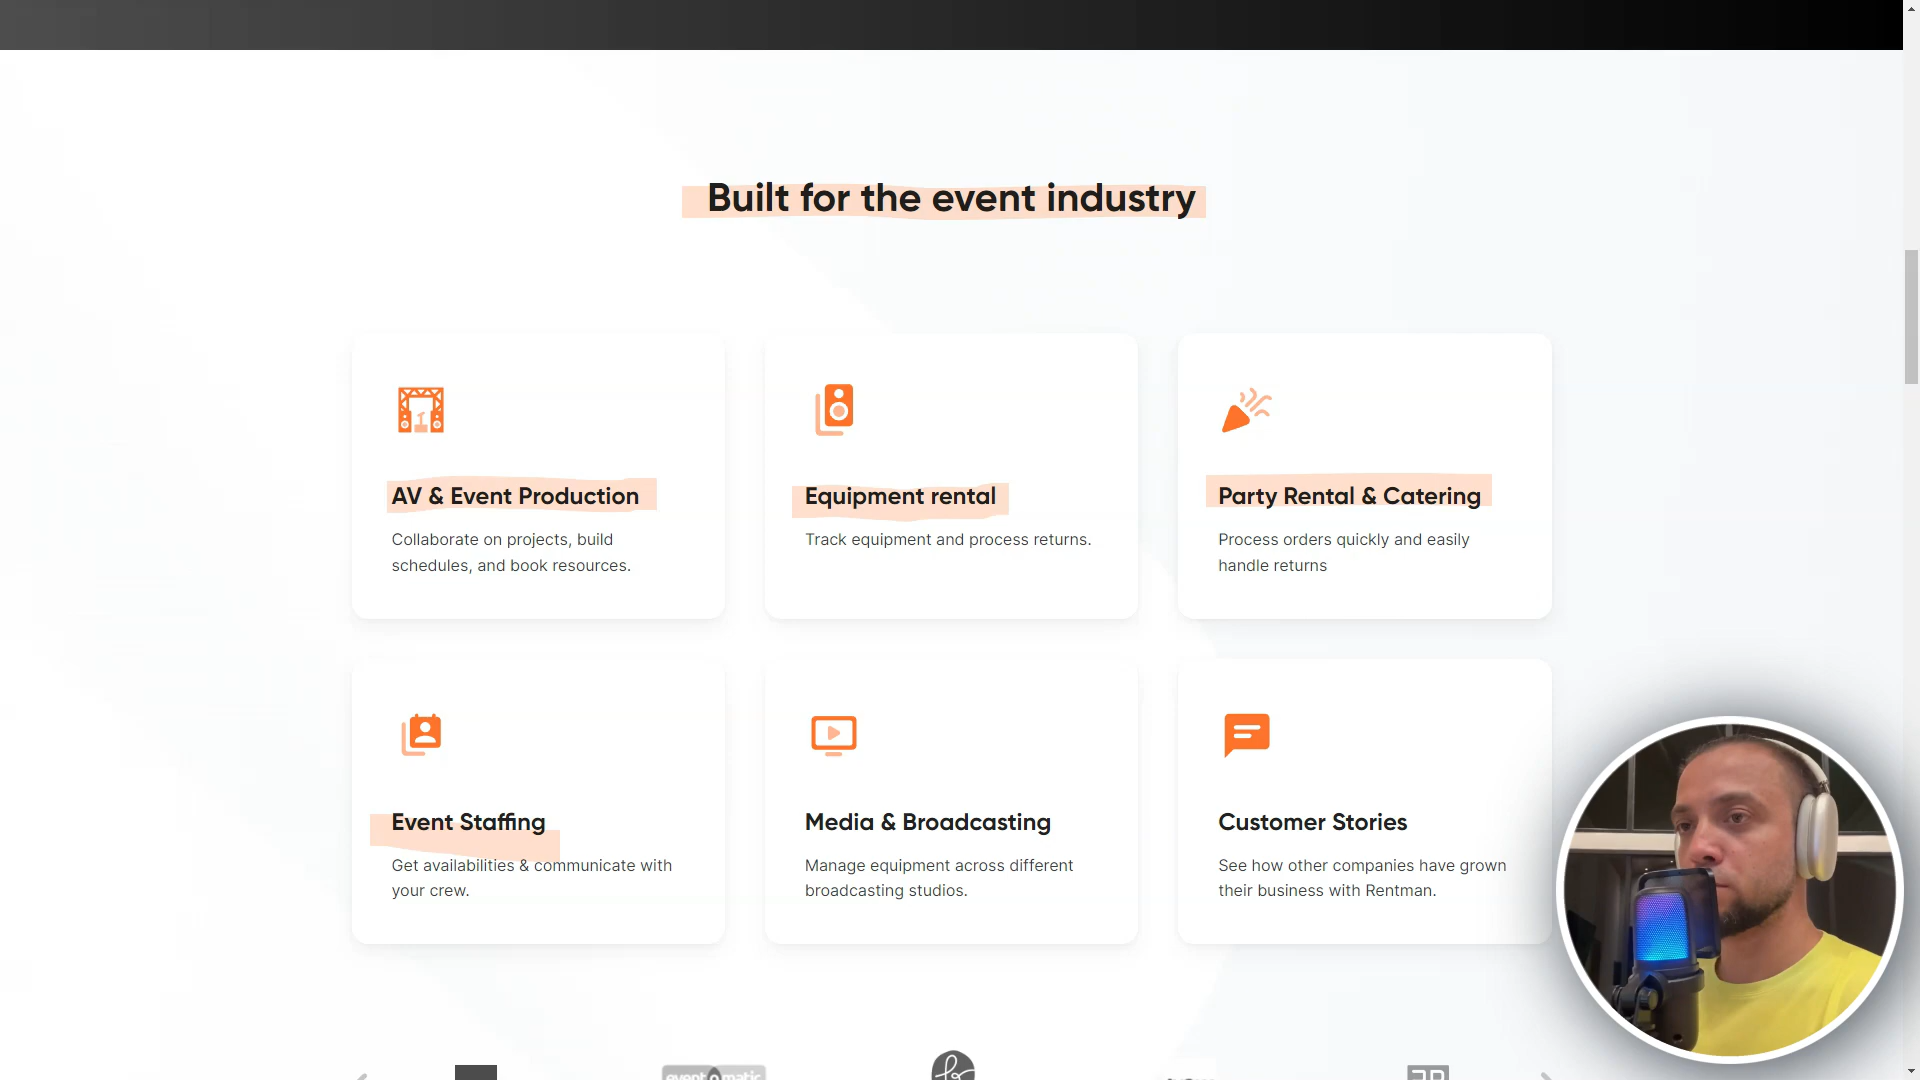 Built for the event industry
AV & Event Production
Collaborate on projects, build
schedules, and book resources.
Equipment rental
Track equipment and process returns.
Party Rental & Catering
Process orders quickly and easily
handle returns
Event Staffing
Get availabilities & communicate with
your crew.
Media & Broadcasting
Manage equipment across different
broadcasting studios.
Customer Stories
See how other companies have grown
their business with Rentman.